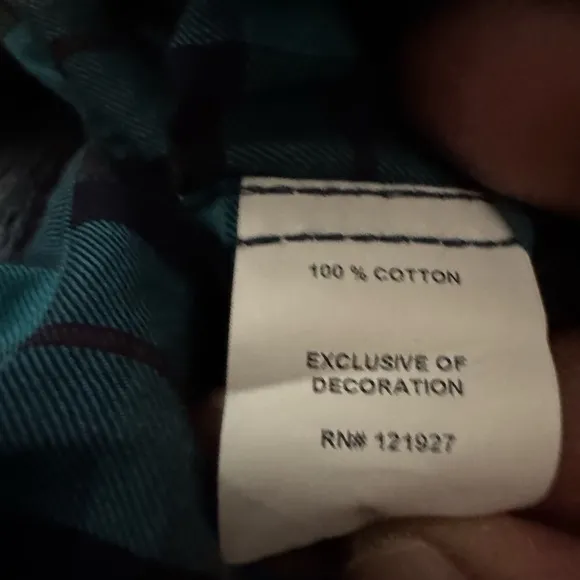 100 % COTTON
EXCLUSIVE OF
DECORATION
RN# 121927